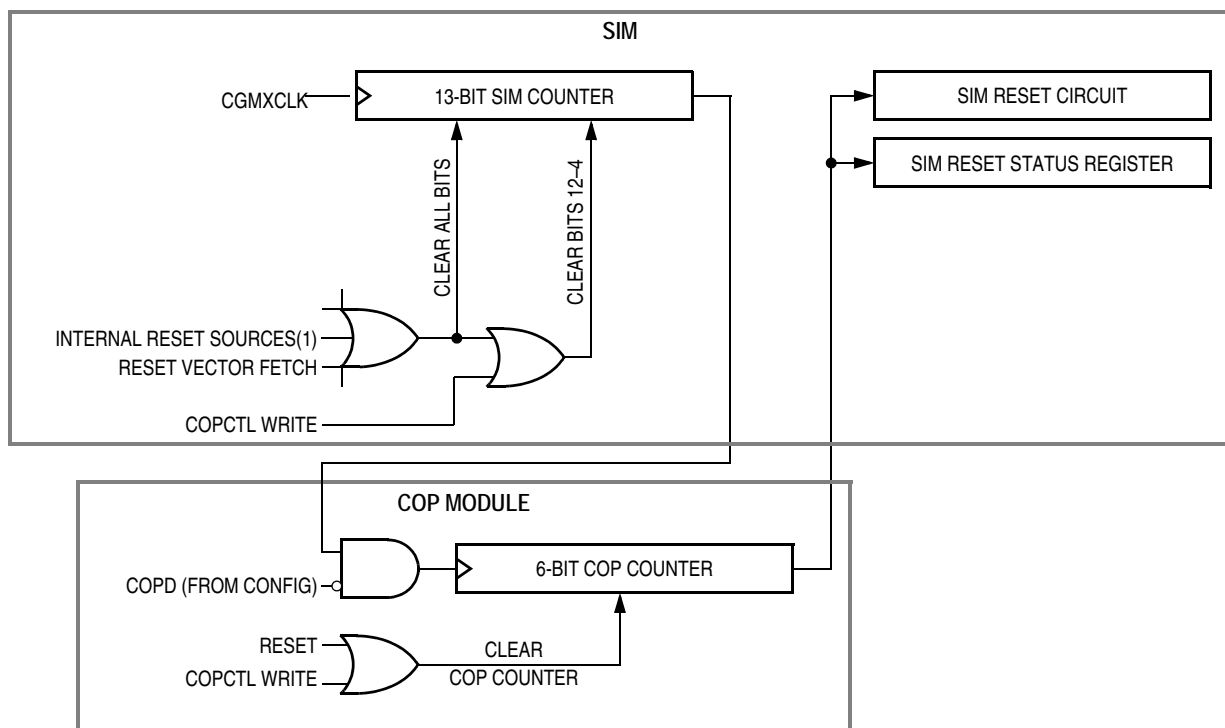 SIM
13-BIT SIM COUNTER
CGMXCLK
SIM RESET CIRCUIT
SIM RESET STATUS REGISTER
CLEAR ALL BITS
CLEAR BITS 12–4
INTERNAL RESET SOURCES(1)
RESET VECTOR FETCH
COPCTL WRITE
COP MODULE
6-BIT COP COUNTER
COPD (FROM CONFIG)
RESET
COPCTL WRITE
CLEAR
COP COUNTER